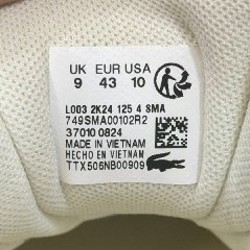 UK EUR USA
9 43 10
L003 2K24 125 4 SMA
749SMA00102R2
37010 0824
MADE IN VIETNAM
HECHO EN VIETNAM
TTX506NB00909